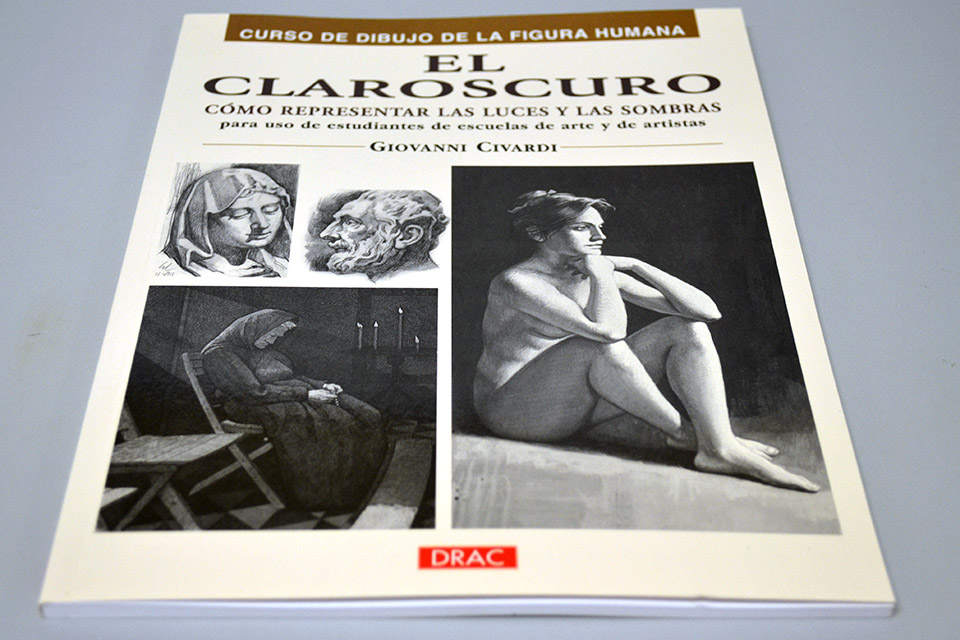 CURSO DE DIBUJO DE LA FIGURA HUMANA
EL
CLAROSCURO
CÓMO REPRESENTAR LAS LUCES Y LAS SOMBRAS
para uso de estudiantes de escuelas de arte y de artistas
GIOVANNI CIVARDI
DRAC